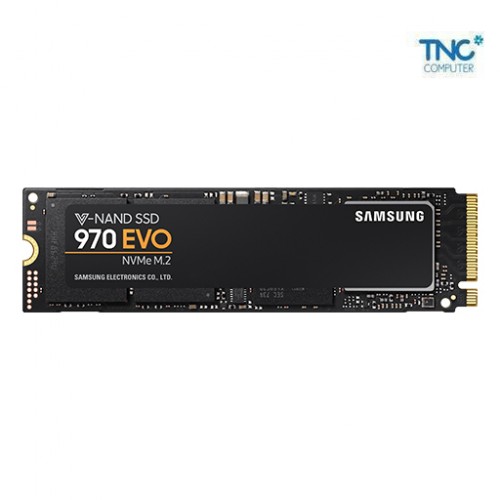 TNC
COMPUTER
V-NAND SSD
970 EVO
NVMe M.2
SAMSUNG ELECTRONICS CO., LTD.
SAMSUNG